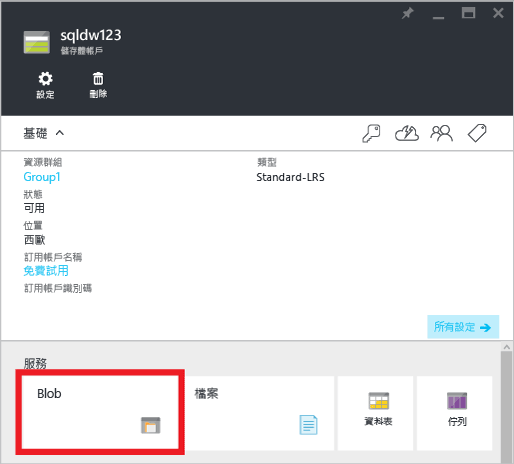 sqldw123
儲存體帳戶
設定
刪除
基礎
資源群組
Group1
類型
Standard-LRS
狀態
可用
位置
西歐
訂用帳戶名稱
免費試用
訂用帳戶識別碼
所有設定
服務
Blob
檔案
資料表
佇列